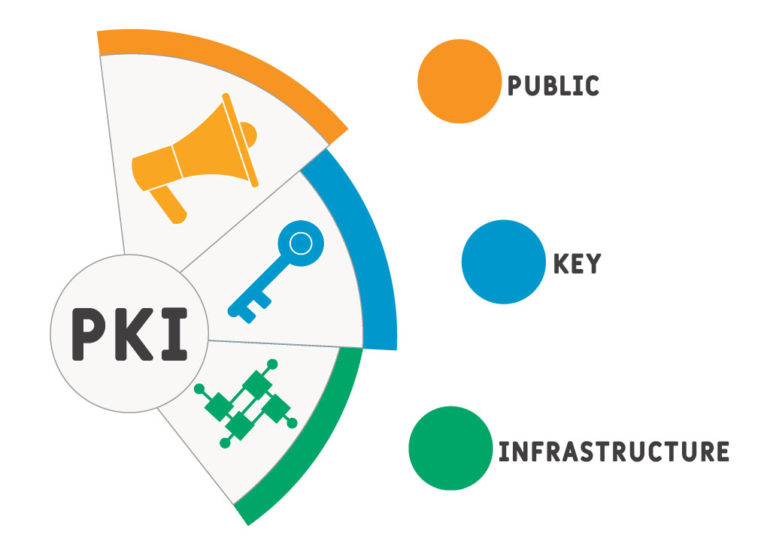 PUBLIC
KEY
PKI
INFRASTRUCTURE